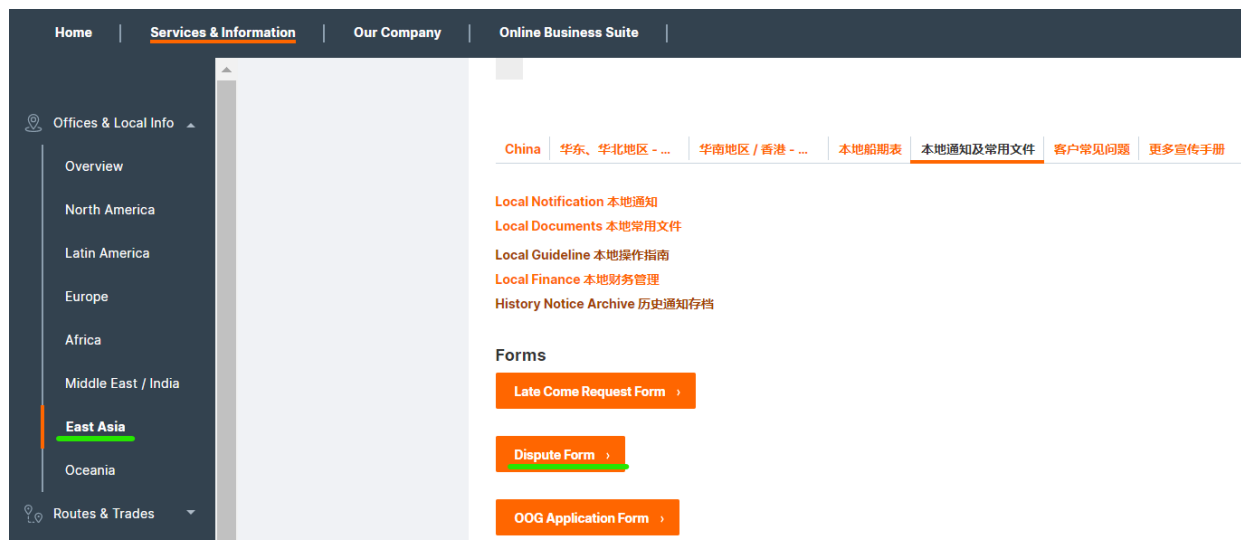 Home
Services & Information
Our Company
Online Business Suite
Offices & Local Info
Overview
North America
Latin America
Europe
Africa
Middle East / India
East Asia
Oceania
Routes & Trades
China
华东、华北地区 - ...
华南地区 / 香港 - ...
本地船期表
本地通知及常用文件
客户常见问题
更多宣传手册
Local Notification 本地通知
Local Documents 本地常用文件
Local Guideline 本地操作指南
Local Finance 本地财务管理
History Notice Archive 历史通知存档
Forms
Late Come Request Form ›
Dispute Form ›
OOG Application Form ›